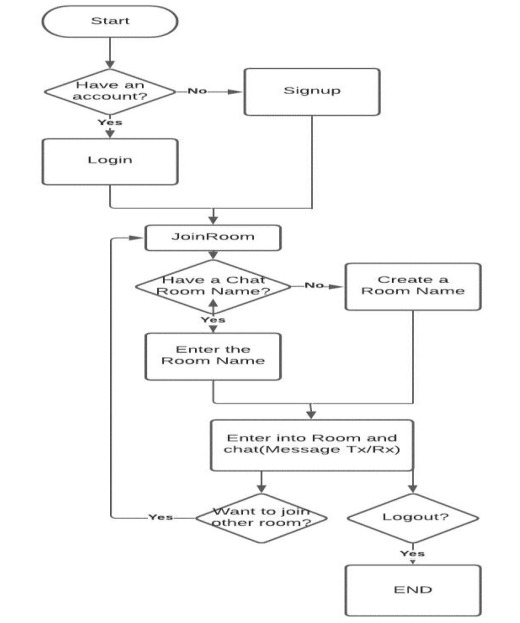 Start
Have an
account?
No
Signup
Yes
Login
JoinRoom
Have a Chat
Room Name?
No
Create a
Room Name
Yes
Enter the
Room Name
Enter into Room and
chat(Message Tx/Rx)
Want to join
other room?
Yes
Logout?
Yes
END